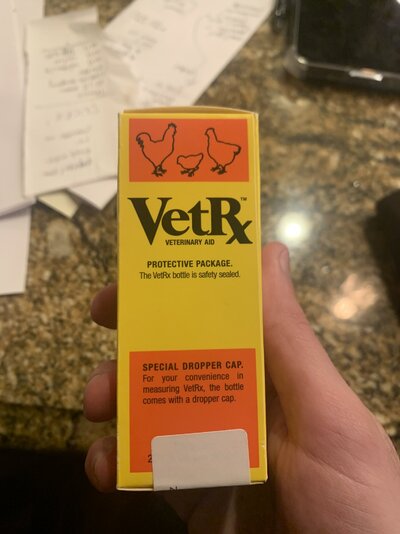 VetRx™
VETERINARY AID
PROTECTIVE PACKAGE.
The VetRx bottle is safety sealed.
SPECIAL DROPPER CAP.
For your convenience in
measuring VetRx, the bottle
comes with a dropper cap.